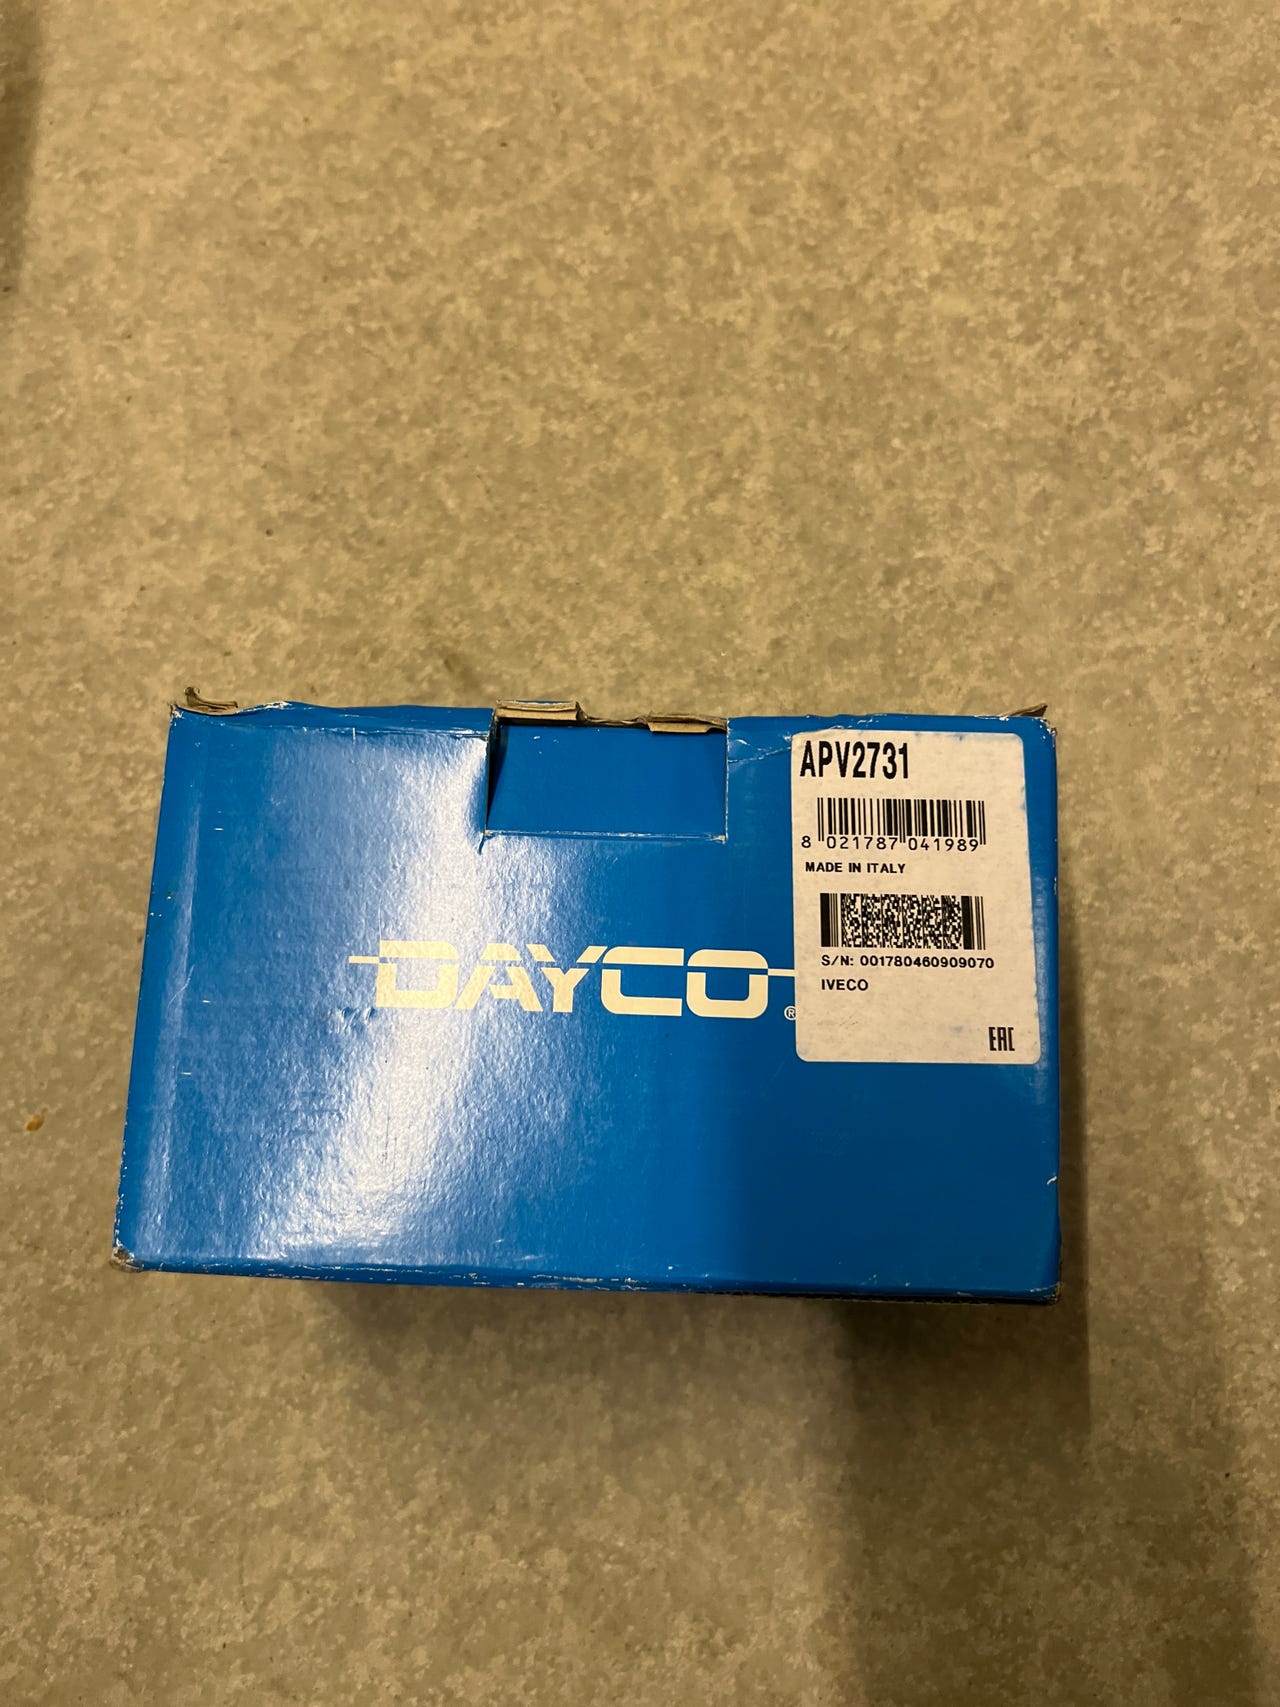 APV2731
8 021787 041989
MADE IN ITALY
DAYCO®
S/N: 001780460909070
IVECO
EAC